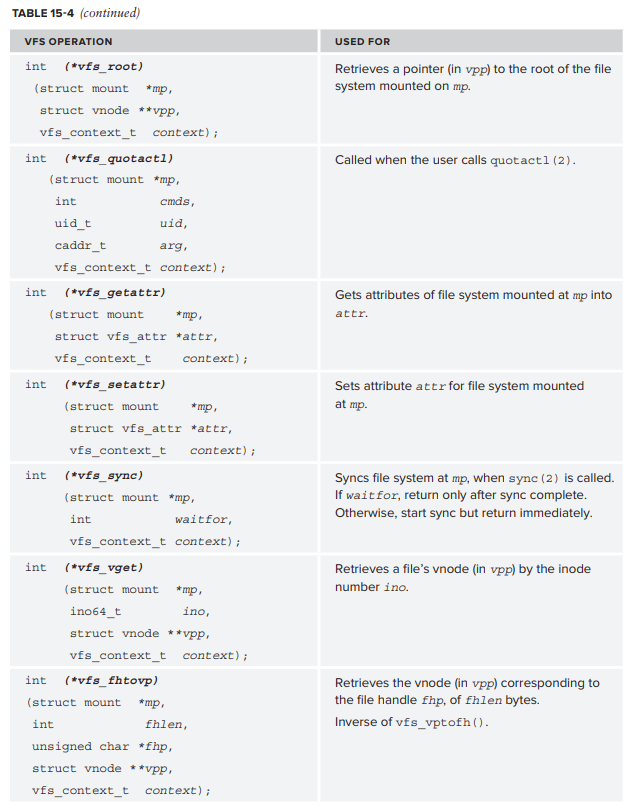 TABLE 15-4 (continued)
VFS OPERATION
USED FOR
int (*vfs_root)
(struct mount *mp,
struct vnode **vpp,
vfs_context_t context);
Retrieves a pointer (in vpp) to the root of the file
system mounted on mp.
int (*vfs_quotactl)
(struct mount *mp,
int cmds,
uid_t uid,
caddr_t arg,
vfs_context_t context);
Called when the user calls quotactl(2).
int (*vfs_getattr)
(struct mount *mp,
struct vfs_attr *attr,
vfs_context_t context);
Gets attributes of file system mounted at mp into
attr.
int (*vfs_setattr)
(struct mount *mp,
struct vfs_attr *attr,
vfs_context_t context);
Sets attribute attr for file system mounted
at mp.
int (*vfs_sync)
(struct mount *mp,
int waitfor,
vfs_context_t context);
Syncs file system at mp, when sync(2) is called.
If waitfor, return only after sync complete.
Otherwise, start sync but return immediately.
int (*vfs_vget)
(struct mount *mp,
ino64_t ino,
struct vnode **vpp,
vfs_context_t context);
Retrieves a file's vnode (in vpp) by the inode
number ino.
int (*vfs_fhtovp)
(struct mount *mp,
int fhlen,
unsigned char *fhp,
struct vnode **vpp,
vfs_context_t context);
Retrieves the vnode (in vpp) corresponding to
the file handle fhp, of fhlen bytes.
Inverse of vfs_vptofh().